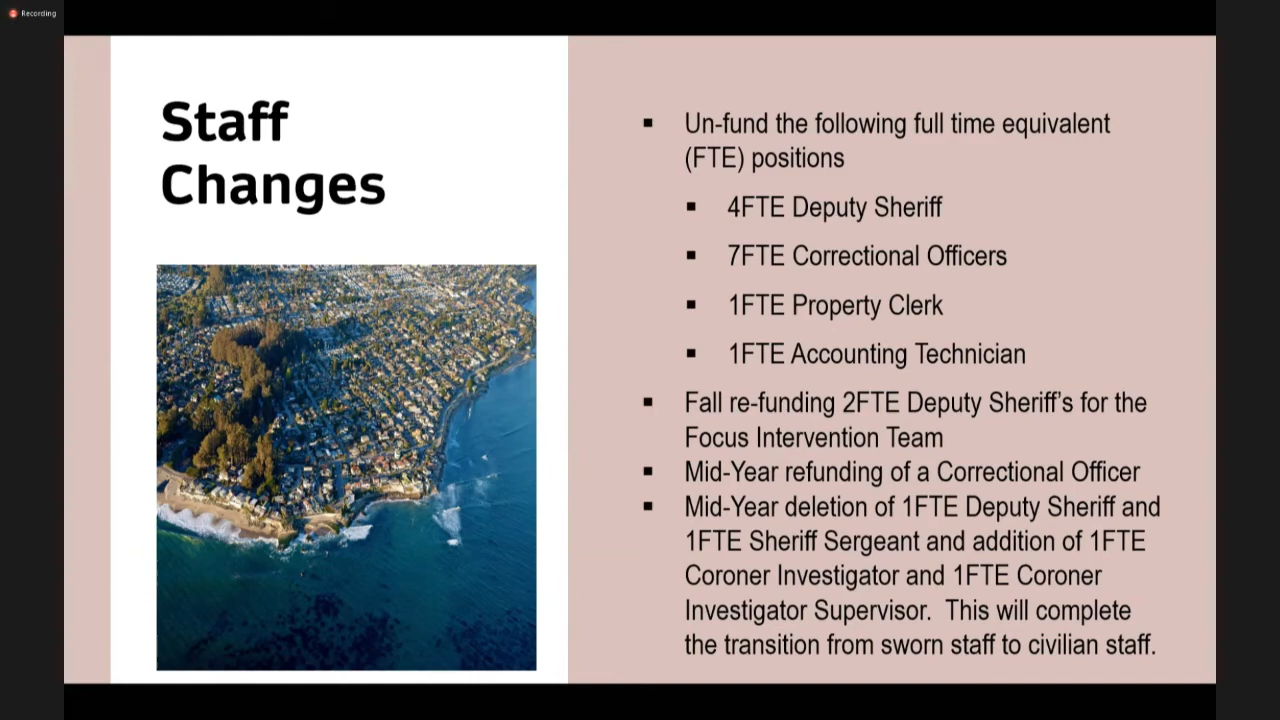 Recording
Staff
Changes
▪ Un-fund the following full time equivalent
(FTE) positions
▪ 4FTE Deputy Sheriff
▪ 7FTE Correctional Officers
▪ 1FTE Property Clerk
▪ 1FTE Accounting Technician
▪ Fall re-funding 2FTE Deputy Sheriff's for the
Focus Intervention Team
▪ Mid-Year refunding of a Correctional Officer
▪ Mid-Year deletion of 1FTE Deputy Sheriff and
1FTE Sheriff Sergeant and addition of 1FTE
Coroner Investigator and 1FTE Coroner
Investigator Supervisor.  This will complete
the transition from sworn staff to civilian staff.